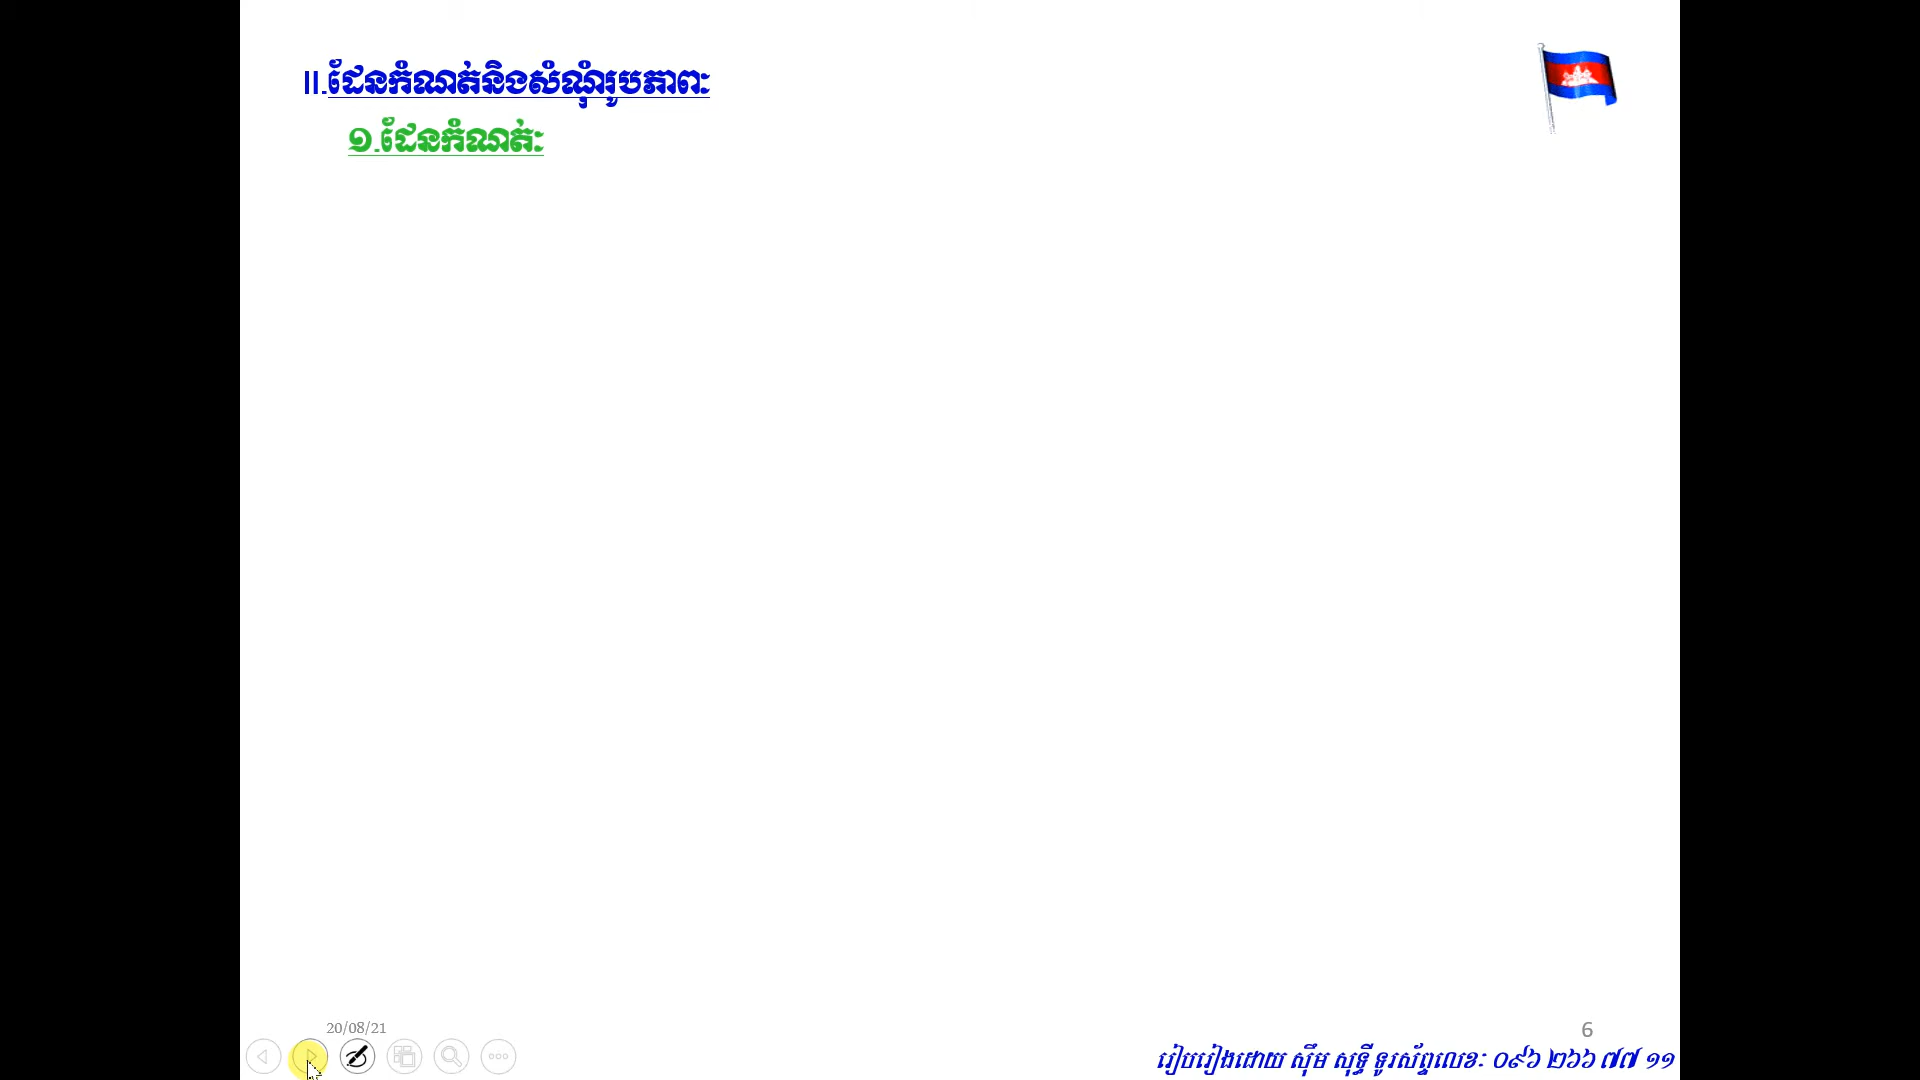 II.ដែនកំណត់និងសំណុំរូបភាពៈ
១.ដែនកំណត់ៈ
20/08/21
6
រៀបរៀងដោយ ស៊ឹម សុទ្ធី ទូរស័ព្ទលេខៈ ០៩៦ ២៦៦ ៧៧ ១១